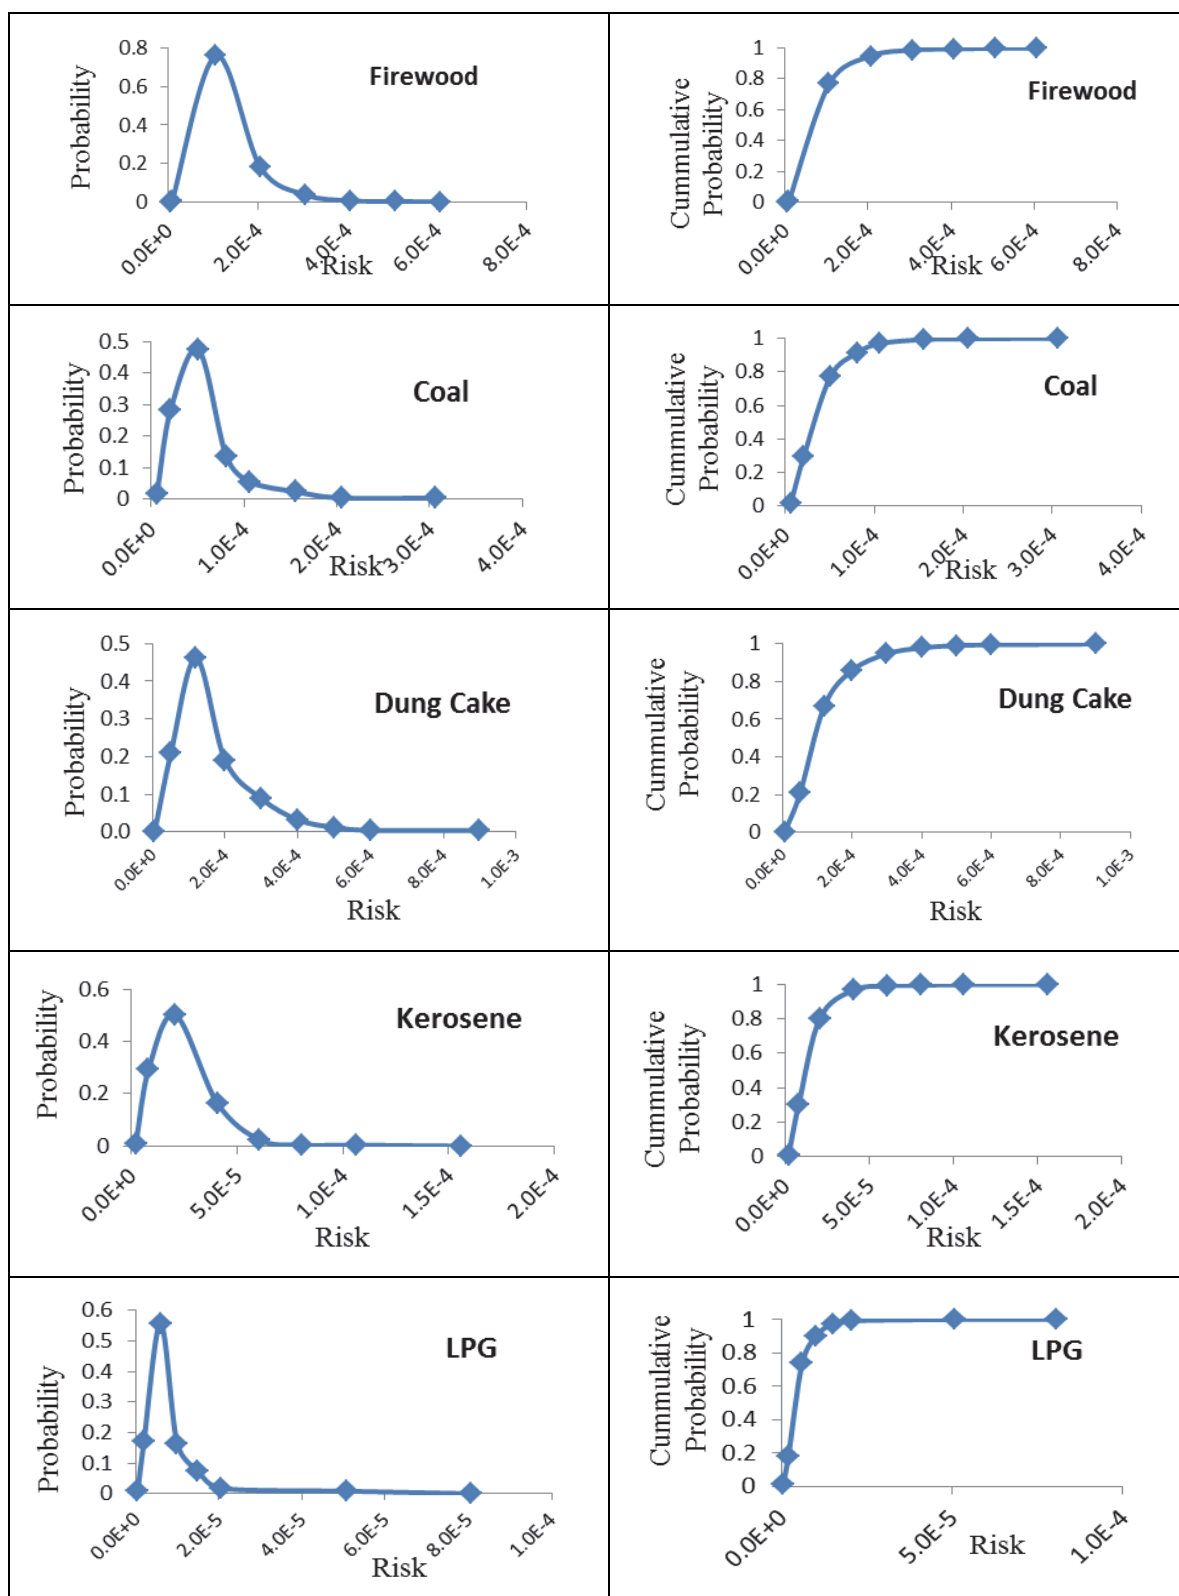 Probability
0.8
0.6
0.4
0.2
0
Firewood
0.0E+0
2.0E-4
4.0E-4
6.0E-4
8.0E-4
Risk
Cummulative
Probability
1
0.8
0.6
0.4
0.2
0
Firewood
0.0E+0
2.0E-4
4.0E-4
6.0E-4
8.0E-4
Risk
Probability
0.5
0.4
0.3
0.2
0.1
0
Coal
0.0E+0
1.0E-4
2.0E-4
3.0E-4
4.0E-4
Risk
Cummulative
Probability
1
0.8
0.6
0.4
0.2
0
Coal
0.0E+0
1.0E-4
2.0E-4
3.0E-4
4.0E-4
Risk
Probability
0.5
0.4
0.3
0.2
0.1
0.0
Dung Cake
0.0E+0
2.0E-4
4.0E-4
6.0E-4
8.0E-4
1.0E-3
Risk
Cummulative
Probability
1
0.8
0.6
0.4
0.2
0
Dung Cake
0.0E+0
2.0E-4
4.0E-4
6.0E-4
8.0E-4
1.0E-3
Risk
Probability
0.6
0.4
0.2
0
Kerosene
0.0E+0
5.0E-5
1.0E-4
1.5E-4
2.0E-4
Risk
Cummulative
Probability
1
0.8
0.6
0.4
0.2
0
Kerosene
0.0E+0
5.0E-5
1.0E-4
1.5E-4
2.0E-4
Risk
Probability
0.6
0.5
0.4
0.3
0.2
0.1
0
LPG
0.0E+0
2.0E-5
4.0E-5
6.0E-5
8.0E-5
1.0E-4
Risk
Cummulative
Probability
1
0.8
0.6
0.4
0.2
0
LPG
0.0E+0
5.0E-5
1.0E-4
Risk